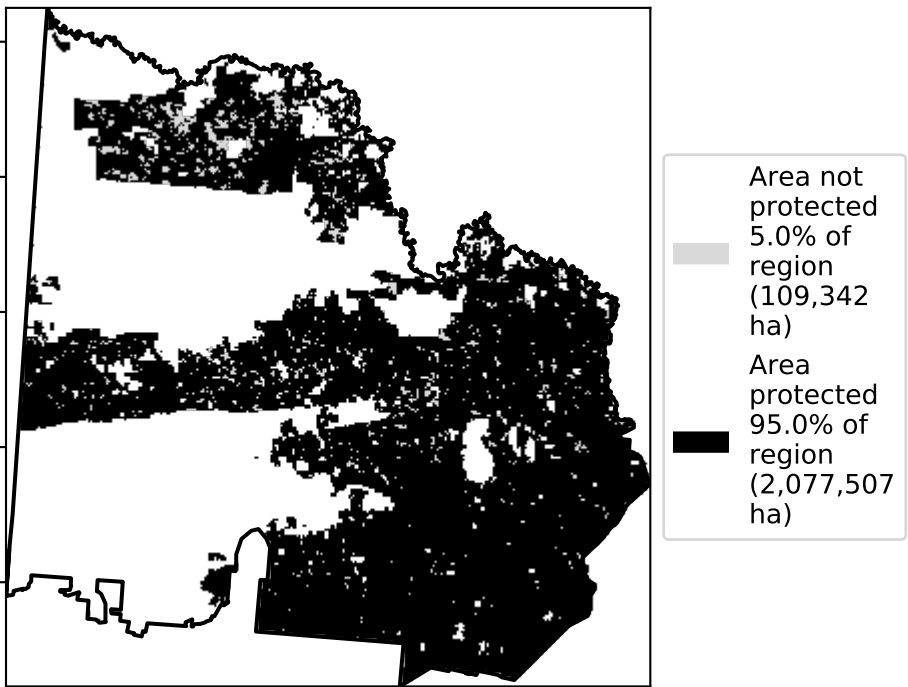 Area not
protected
5.0% of
region
(109,342
ha)
Area
protected
95.0% of
region
(2,077,507
ha)